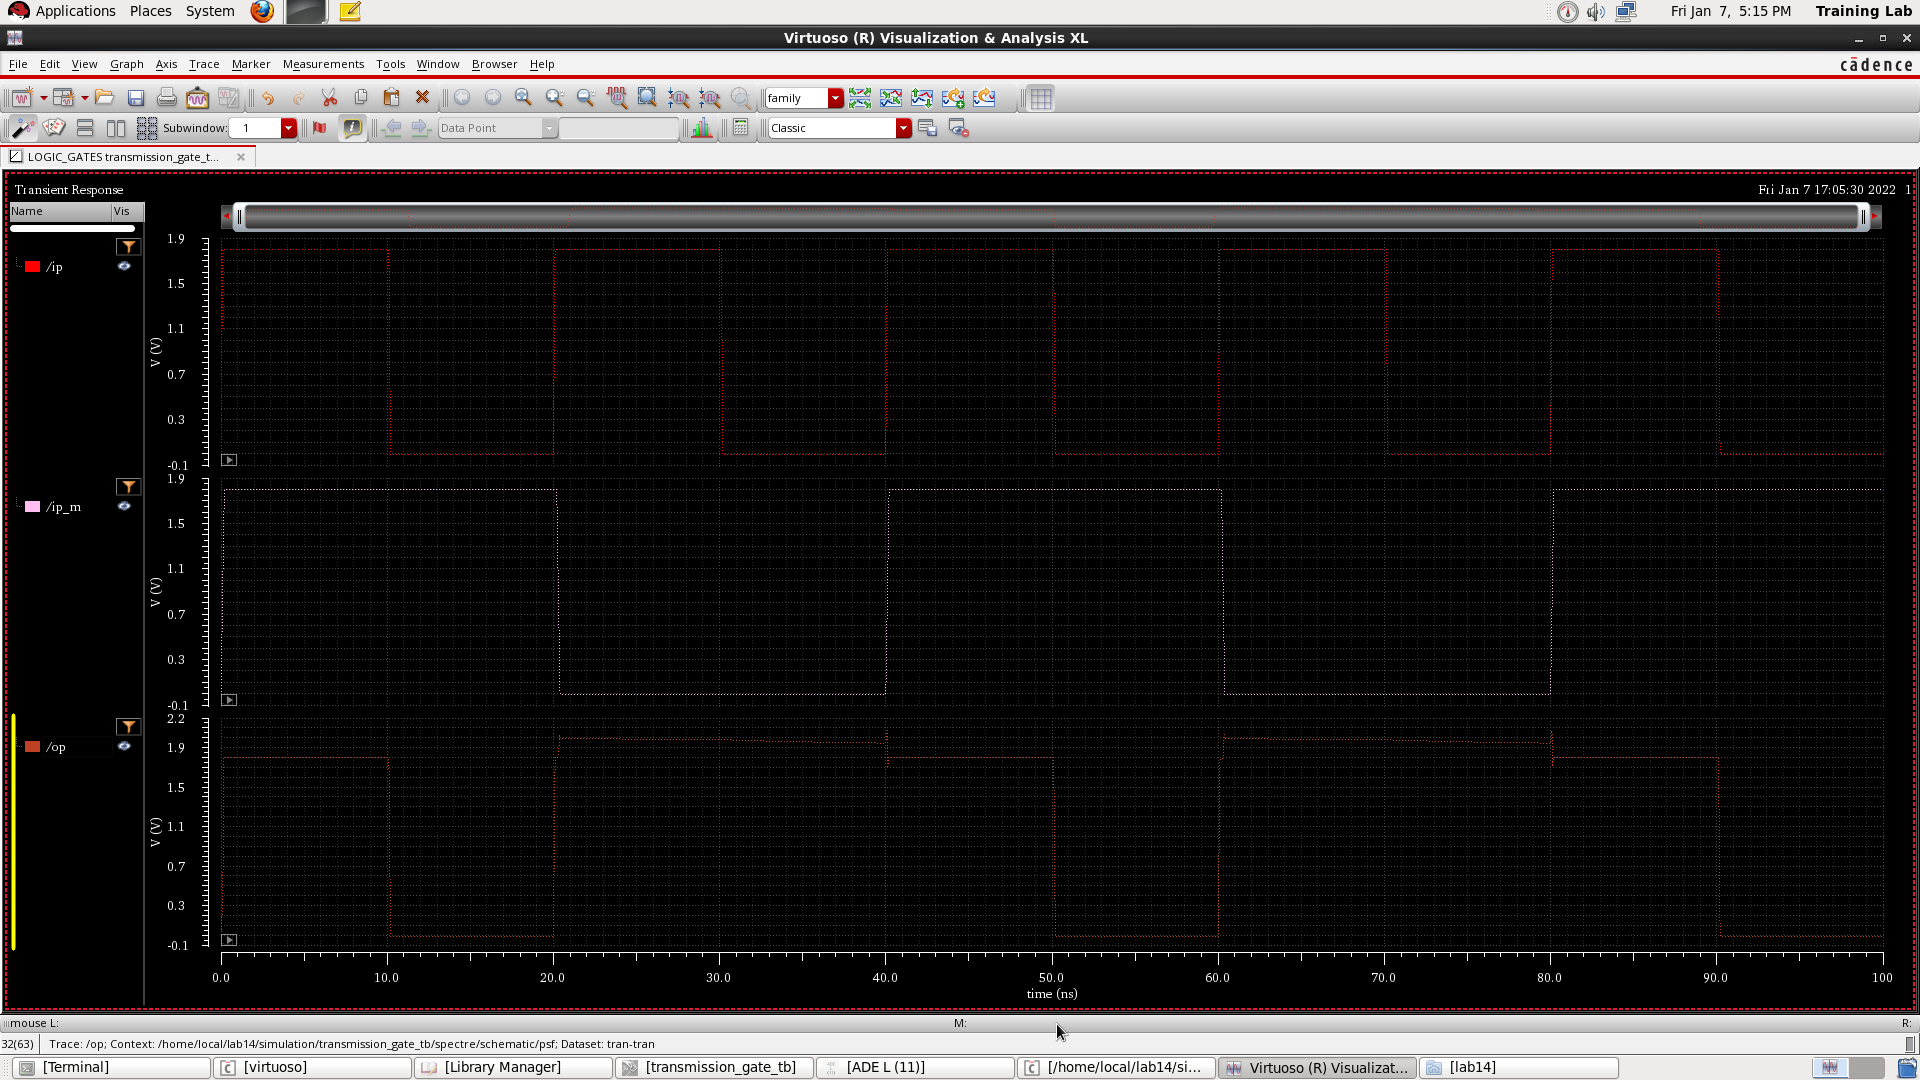 Applications Places System Fri Jan 7, 5:15 PM Training Lab
Virtuoso (R) Visualization & Analysis XL
File Edit View Graph Axis Trace Marker Measurements Tools Window Browser Help cādence
family
Subwindow: 1 Data Point Classic
LOGIC_GATES transmission_gate_t...
Transient Response Fri Jan 7 17:05:30 2022 1
Name Vis
/ip
V (V)
1.9
1.5
1.1
0.7
0.3
-0.1
/ip_m
V (V)
1.9
1.5
1.1
0.7
0.3
-0.1
/op
V (V)
2.2
1.9
1.5
1.1
0.7
0.3
-0.1
0.0 10.0 20.0 30.0 40.0 50.0 60.0 70.0 80.0 90.0 100
time (ns)
mouse L: M: R:
32(63) Trace: /op; Context: /home/local/lab14/simulation/transmission_gate_tb/spectre/schematic/psf; Dataset: tran-tran
[Terminal] [virtuoso] [Library Manager] [transmission_gate_tb] [ADE L (11)] [/home/local/lab14/si... Virtuoso (R) Visualizat... [lab14]